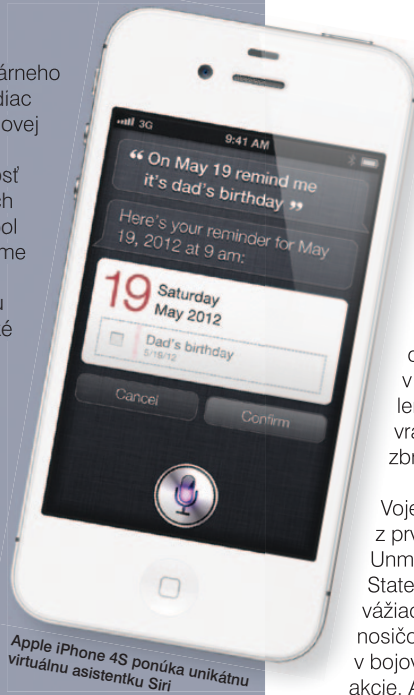 árneho
diac
ovej
osť
ch
ol
me
u
é
3G
9:41 AM
“ On May 19 remind me
it’s dad’s birthday ”
Here’s your reminder for May
19, 2012 at 9 am:
19
Saturday
May 2012
Dad’s birthday
5/19/12
Cancel
Confirm
Apple iPhone 4S ponúka unikátnu
virtuálnu asistentku Siri
v
len
vra
zbr
Voje
z prv
Unm
State
vážiac
nosičo
v bojov
akcie. A